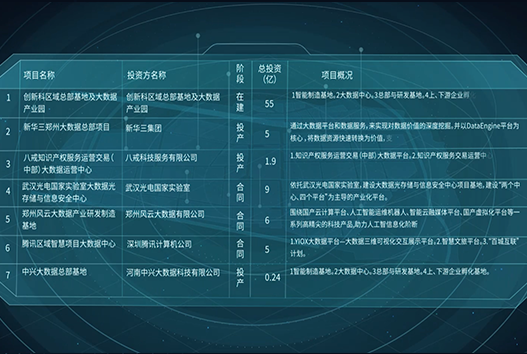 项目名称 投资方名称 阶段 总投资(亿) 项目概况
1 创新科区域总部基地及大数据产业园 创新科区域总部基地及大数据产业园 在建 55 1智能制造基地,2大数据中心。3总部与研发基地。4上、下游企业
2 新华三郑州大数据总部项目 新华三集团 投产 5 通过大数据平台和数据服务,来实现对数据价值的深度挖掘,并以DataEngine平台为核心,将数据资源快速转换为价值。
3 八戒知识产权服务运营交易(中部)大数据运营中心 八戒科技服务有限公司 投产 1.9 1.知识产权服务运营交易(中部)大数据平台。2.知识产权服务交易运营中
4 武汉光电国家实验室大数据光存储与信息安全中心 武汉光电国家实验室 合同 9 依托武汉光电国家实验室,建设大数据光存储与信息安全中心项目基地。建设“两个中心、四个平台”为主导的产业化平台。
5 郑州风云大数据产业研发制造基地 郑州风云大数据有限公司 合同 6 围绕国产云计算平台、人工智能运维机器人、智能云融媒体平台、国产虚拟化平台等一系列高精尖的科技产品,助力人工智信息化阶新
6 腾讯区域智慧项目大数据中心 深圳腾讯计算机公司 合同 5 1.YIOX大数据平台—大数据三维可视化交互展示平台。2.智慧文旅平台。3.“百城互联”计划。
7 中兴大数据总部基地 河南中兴大数据科技有限公司 投产 0.24 1智能制造基地。2大数据中心。3总部与研发基地。4上、下游企业孵化基地。